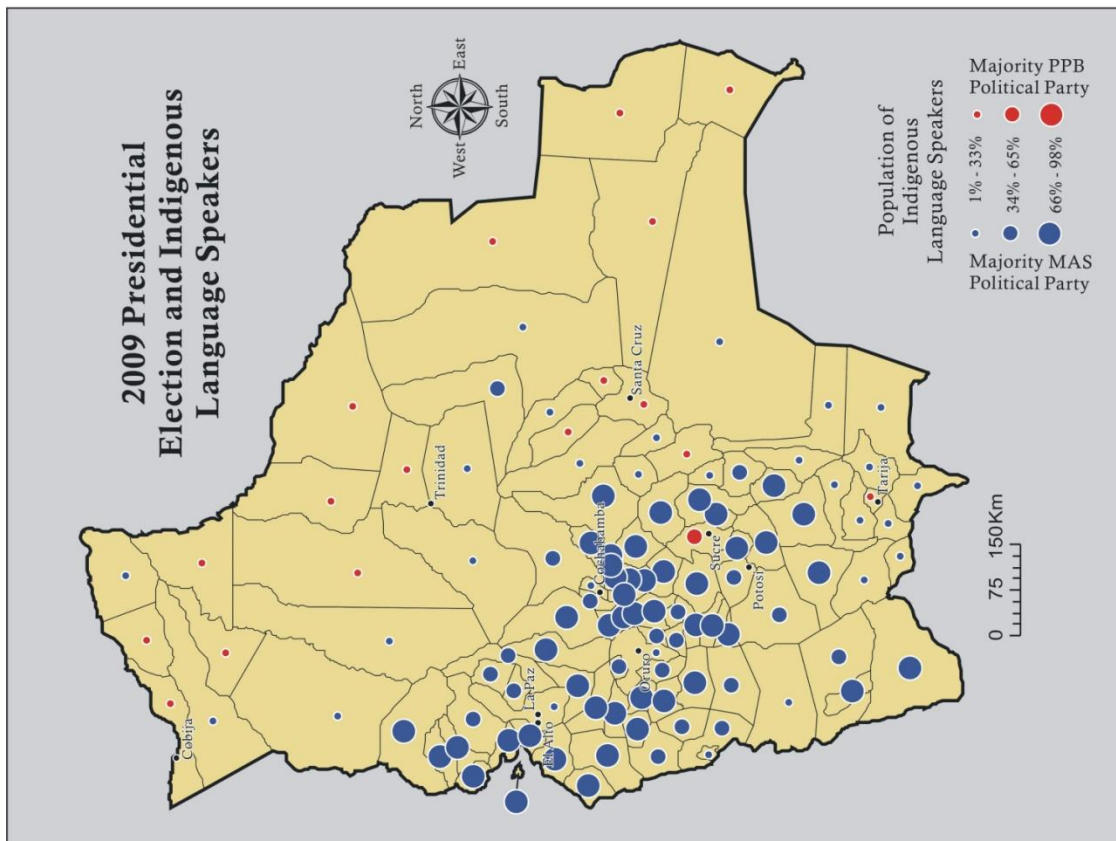 2009 Presidential
Election and Indigenous
Language Speakers
North
West
East
South
Cobija
Trinidad
La Paz
El Alto
Cochabamba
Santa Cruz
Oruro
Sucre
Potosi
Tarija
Population of
Indigenous
Language Speakers
Majority MAS
Political Party
1% - 33%
34% - 65%
66% - 98%
Majority PPB
Political Party
0 75 150Km